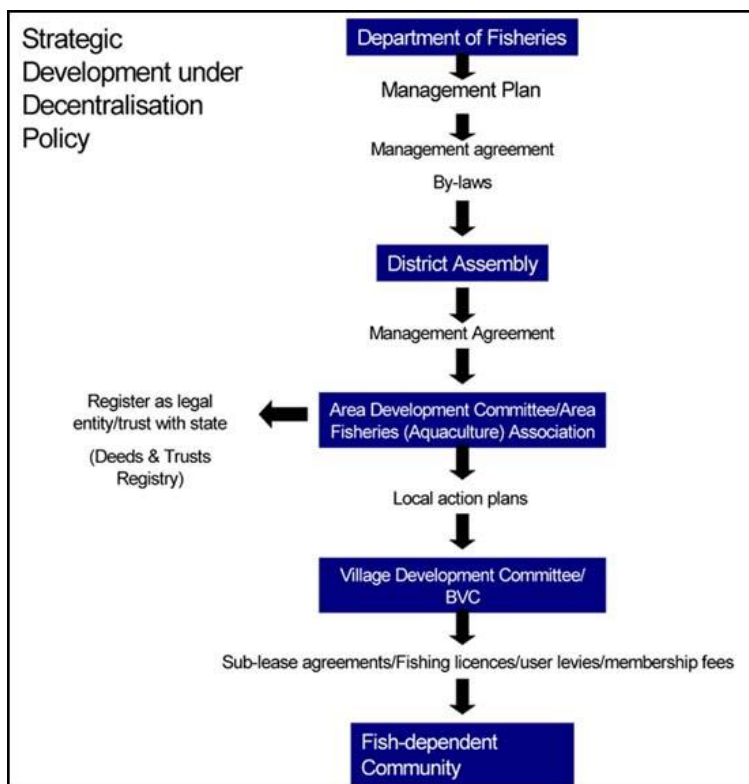 Strategic
Development under
Decentralisation
Policy
Department of Fisheries
Management Plan
Management agreement
By-laws
District Assembly
Management Agreement
Register as legal
entity/trust with state
(Deeds & Trusts
Registry)
Area Development Committee/Area
Fisheries (Aquaculture) Association
Local action plans
Village Development Committee/
BVC
Sub-lease agreements/Fishing licences/user levies/membership fees
Fish-dependent
Community